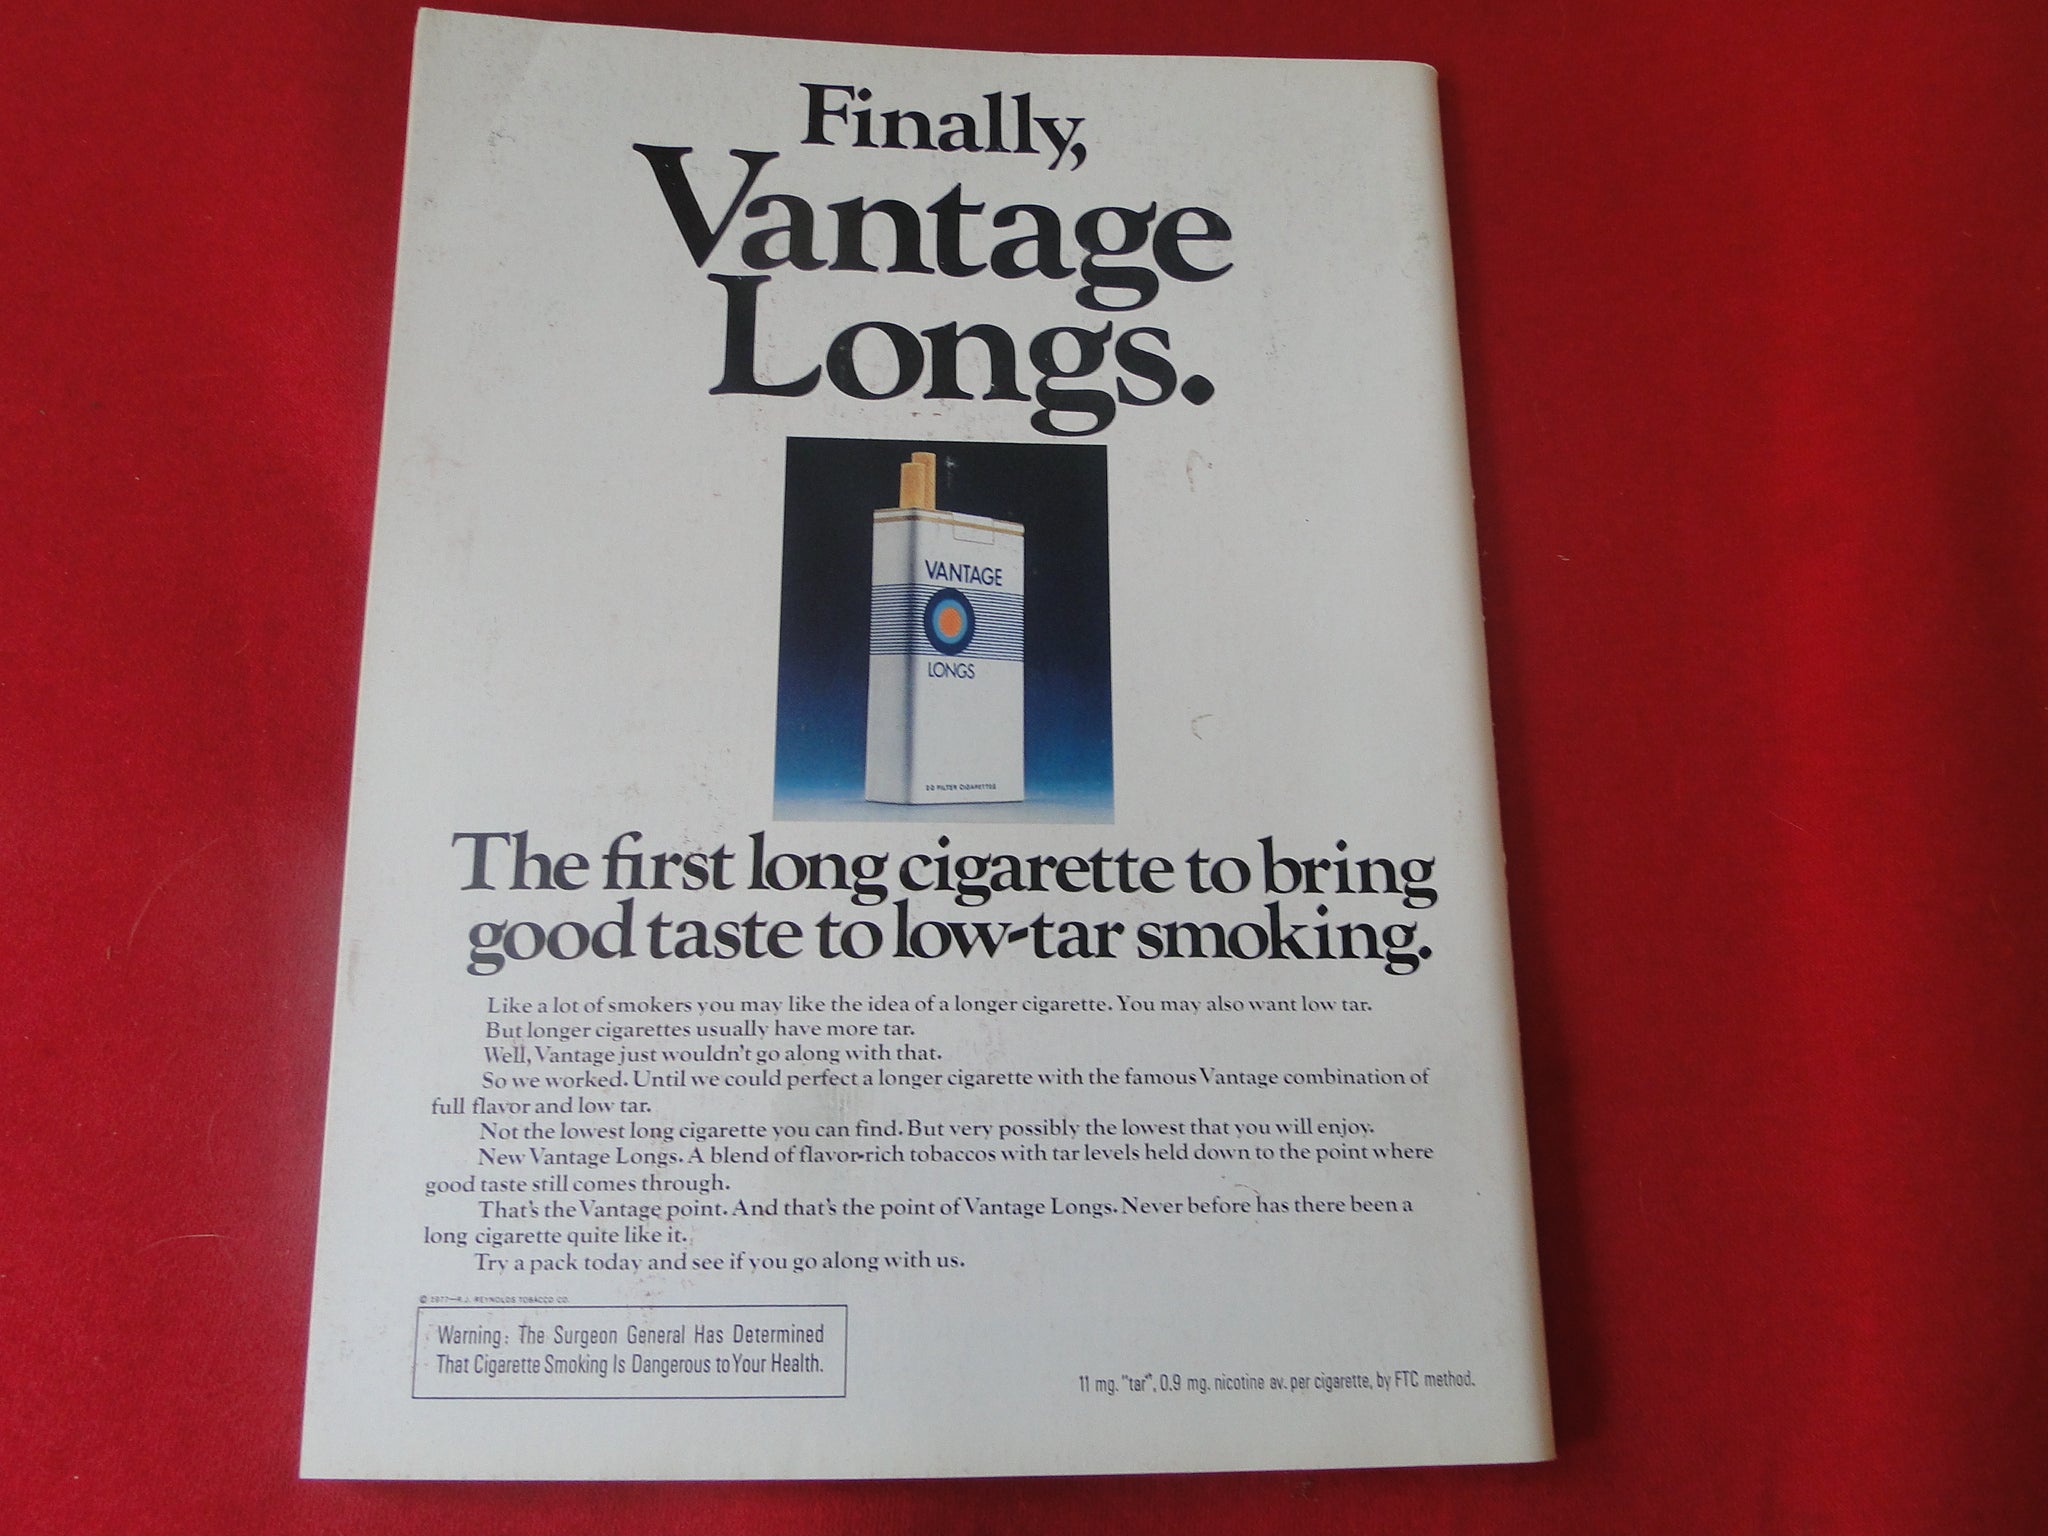 Finally,
Vantage
Longs.
VANTAGE
LONGS
20 FILTER CIGARETTES
The first long cigarette to bring
good taste to low-tar smoking.
Like a lot of smokers you may like the idea of a longer cigarette. You may also want low tar.
But longer cigarettes usually have more tar.
Well, Vantage just wouldn't go along with that.
So we worked. Until we could perfect a longer cigarette with the famous Vantage combination of
full flavor and low tar.
Not the lowest long cigarette you can find. But very possibly the lowest that you will enjoy.
New Vantage Longs. A blend of flavor-rich tobaccos with tar levels held down to the point where
good taste still comes through.
That's the Vantage point. And that's the point of Vantage Longs. Never before has there been a
long cigarette quite like it.
Try a pack today and see if you go along with us.
© 1977—R.J. REYNOLDS TOBACCO CO.
Warning: The Surgeon General Has Determined
That Cigarette Smoking Is Dangerous to Your Health.
11 mg. "tar", 0.9 mg. nicotine av. per cigarette, by FTC method.